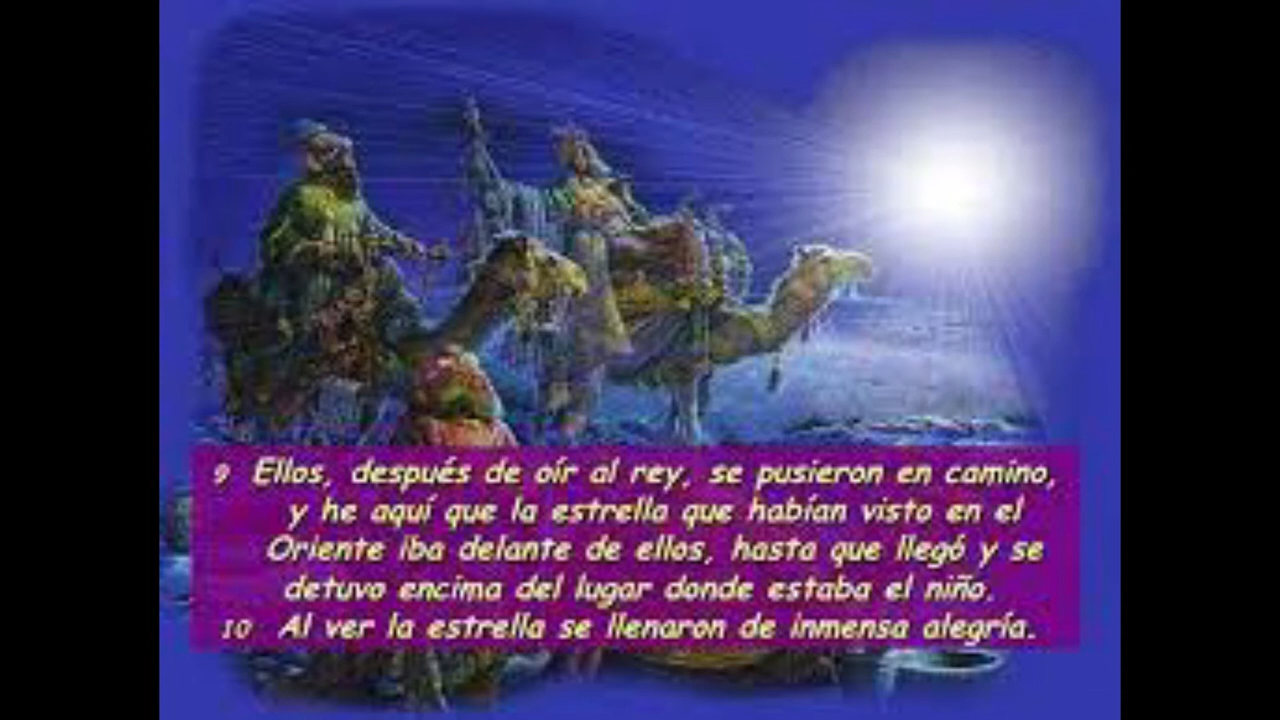 9 Ellos, después de oír al rey, se pusieron en camino,
y he aquí que la estrella que habían visto en el
Oriente iba delante de ellos, hasta que llegó y se
detuvo encima del lugar donde estaba el niño.
10 Al ver la estrella se llenaron de inmensa alegría.